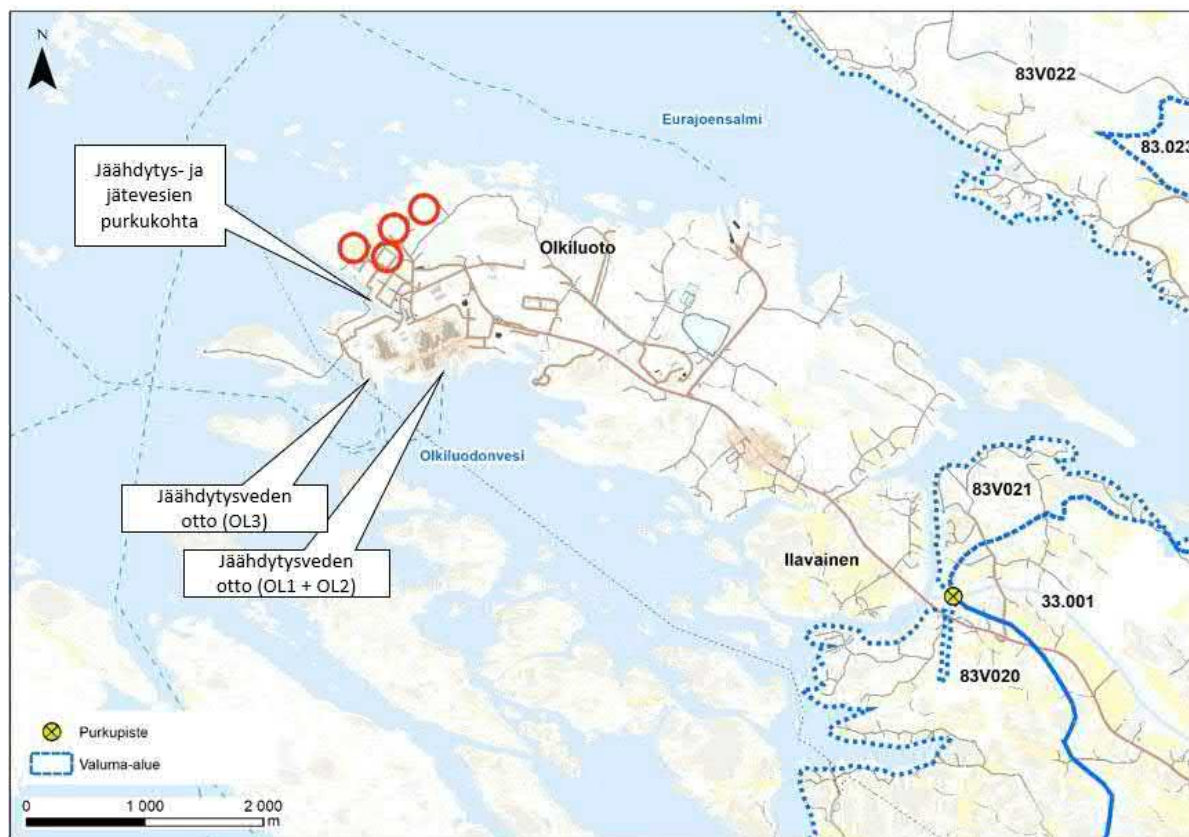 N
83V022
83.023
Eurajoensalmi
Jäähdytys- ja
jätevesien
purkukohta
Olkiluoto
Olkiluodonvesi
Jäähdytysveden
otto (OL3)
Jäähdytysveden
otto (OL1 + OL2)
83V021
Ilavainen
33.001
83V020
Purkupiste
Valuma-alue
0 1 000 2 000
m